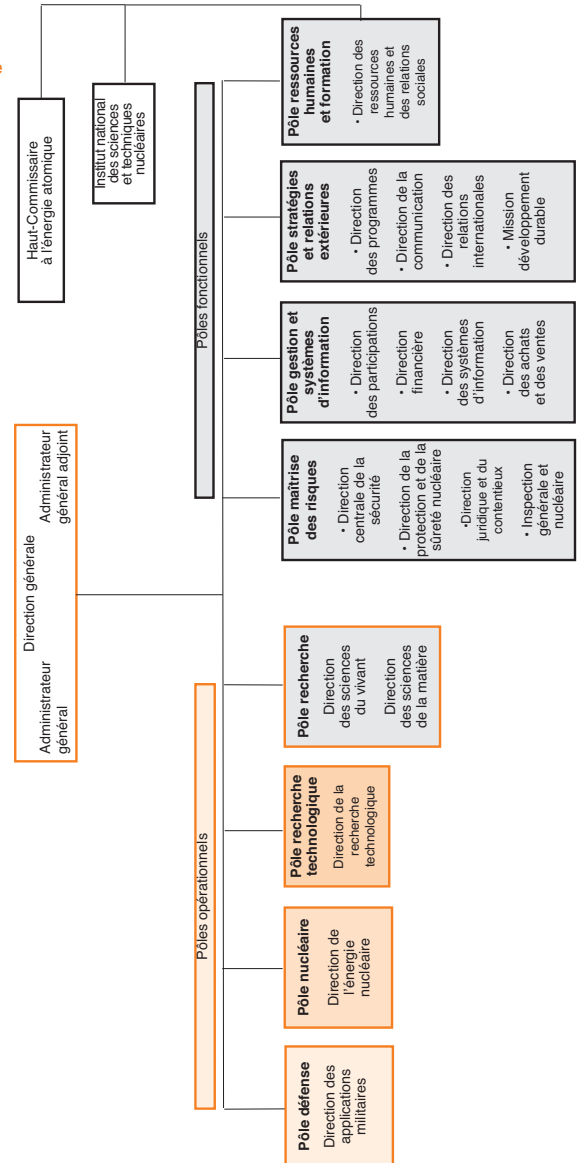 Direction générale
Administrateur
général
Administrateur
général adjoint
Haut-Commissaire
à l'énergie atomique
Institut national
des sciences
et techniques
nucléaires
Pôles opérationnels
Pôles fonctionnels
Pôle défense
Direction des
applications
militaires
Pôle nucléaire
Direction de
l'énergie
nucléaire
Pôle recherche
technologique
Direction de la
recherche
technologique
Pôle recherche
Direction
des sciences
du vivant
Direction
des sciences
de la matière
Pôle maîtrise
des risques
• Direction
centrale de la
sécurité
• Direction de la
protection et de la
sûreté nucléaire
•Direction
juridique et du
contentieux
• Inspection
générale et
nucléaire
Pôle gestion et
systèmes
d'information
• Direction
des participations
• Direction
financière
• Direction
des systèmes
d'information
• Direction
des achats
et des ventes
Pôle stratégies
et relations
extérieures
• Direction
des programmes
• Direction de la
communication
• Direction des
relations
internationales
• Mission
développement
durable
Pôle ressources
humaines
et formation
• Direction des
ressources
humaines et
des relations
sociales